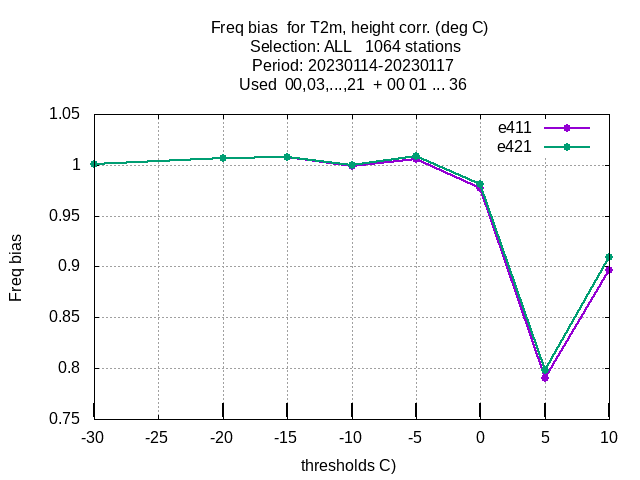 Freq bias  for T2m, height corr. (deg C)
Selection: ALL   1064 stations
Period: 20230114-20230117
Used  00,03,...,21  + 00 01 ... 36
e411
e421
1.05
1
0.95
0.9
0.85
0.8
0.75
Freq bias
-30 -25 -20 -15 -10 -5 0 5 10
thresholds C)